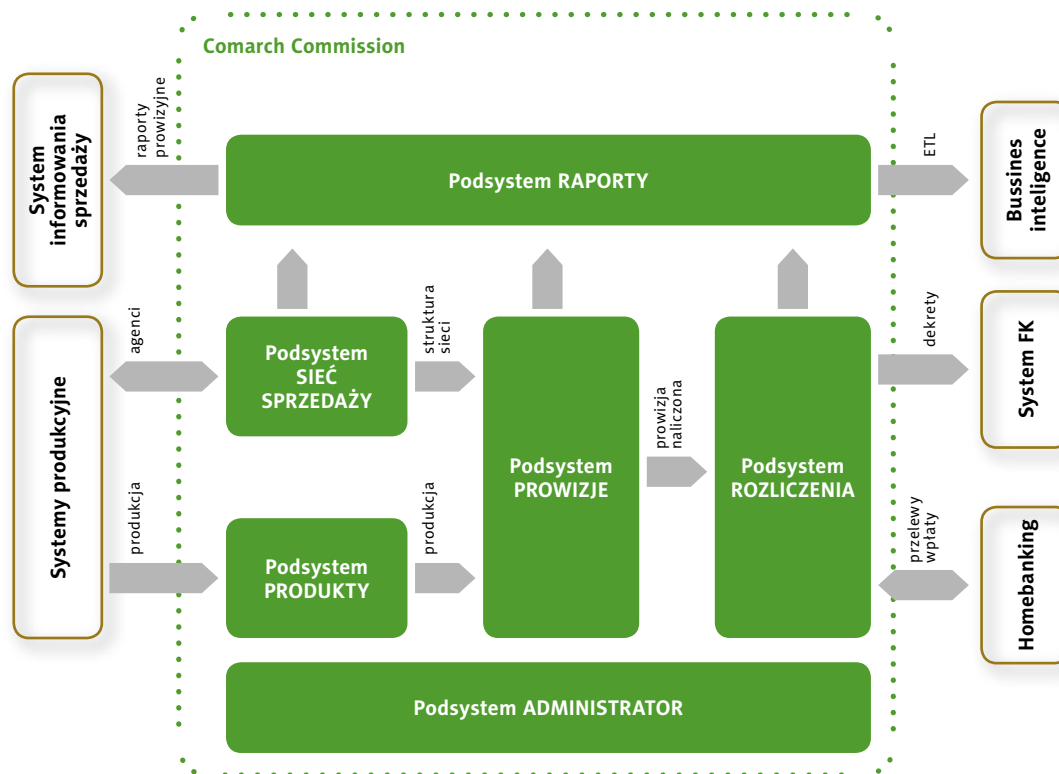 Comarch Commission
System
informowania
sprzedaży
raporty
prowizyjne
Podsystem RAPORTY
ETL
Bussines
inteligence
Systemy produkcyjne
agenci
Podsystem
SIEĆ
SPRZEDAŻY
struktura
sieci
Podsystem
PROWIZJE
prowizja
naliczona
Podsystem
ROZLICZENIA
dekrety
System FK
produkcja
Podsystem
PRODUKTY
produkcja
przelewy
wpłaty
Homebanking
Podsystem ADMINISTRATOR